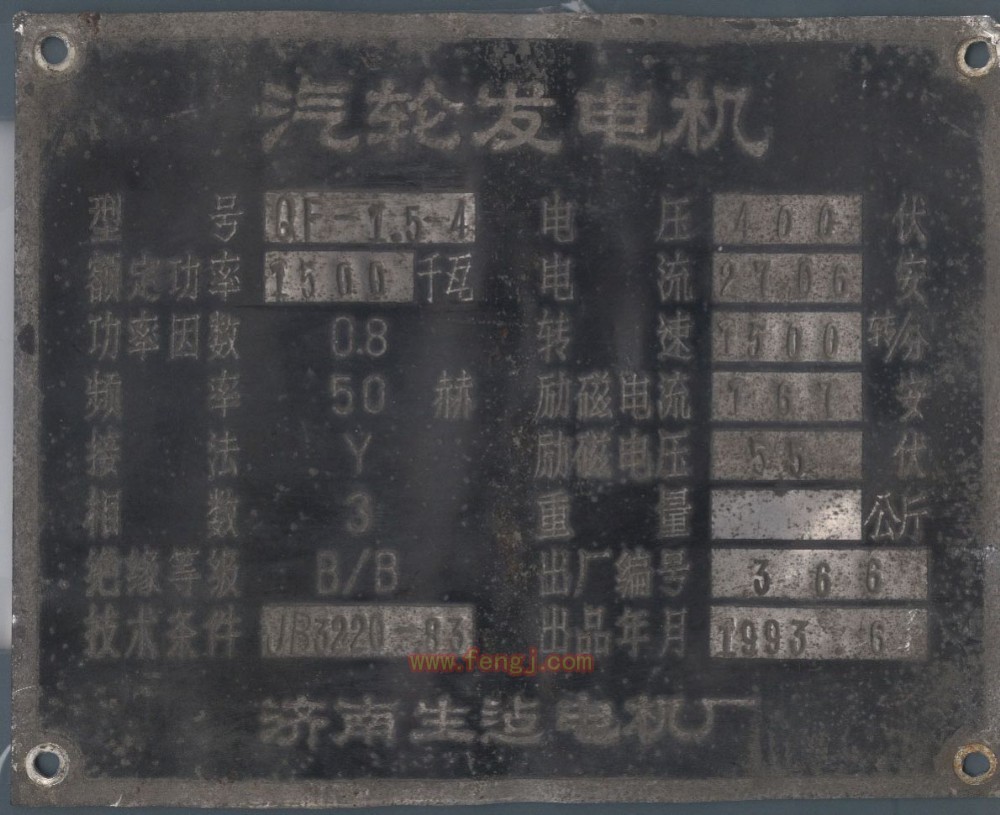 汽轮发电机
型号 QF-1.5-4 电压 400 伏
额定功率 1500 千瓦 电流 2706 安
功率因数 0.8 转速 1500 转/分
频率 50 赫 励磁电流 167 安
接法 Y 励磁电压 55 伏
相数 3 重量 公斤
绝缘等级 B/B 出厂编号 366
技术条件 JB3220-83 出品年月 1993 6
www.fengj.com
济南生建电机厂